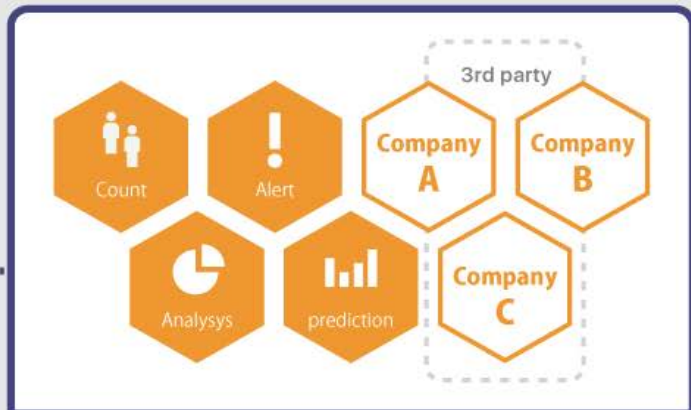 3rd party
Count
Alert
Company
A
Company
B
Analysys
prediction
Company
C